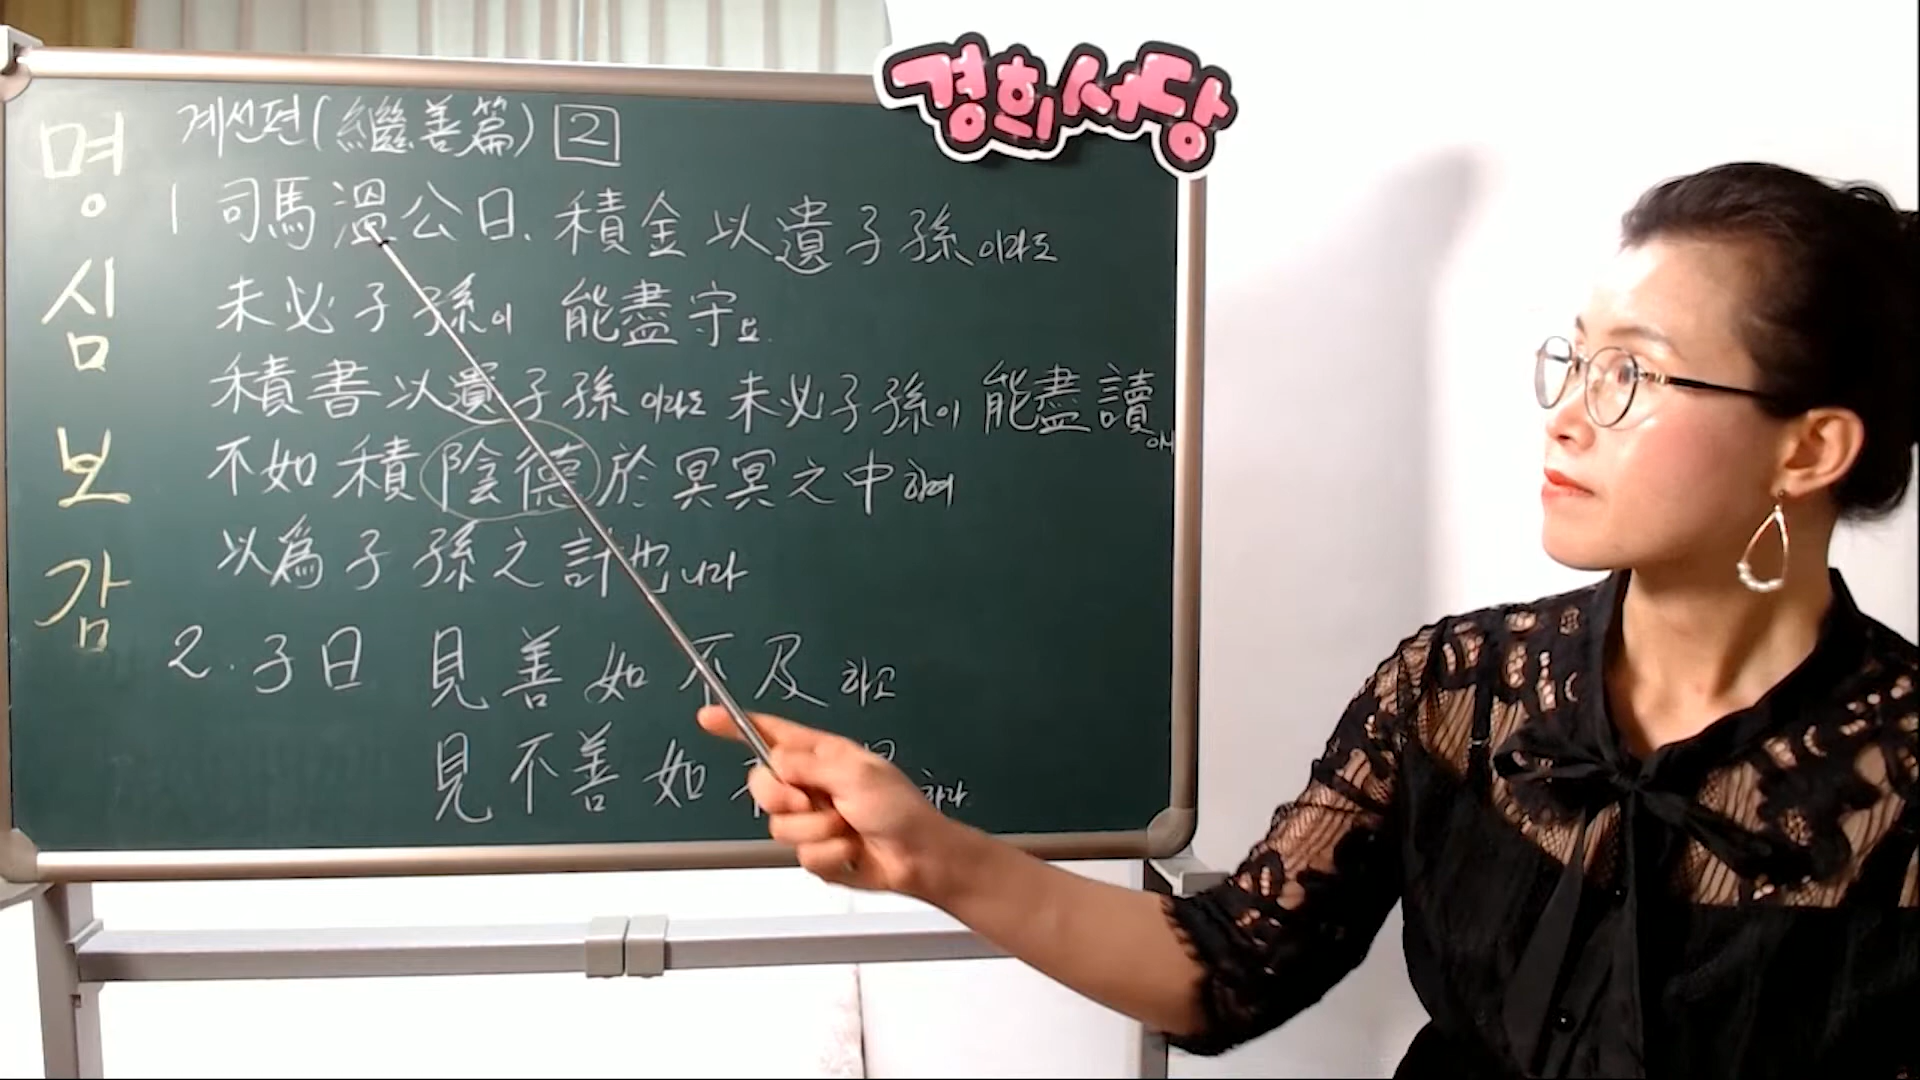 경희서당
명심보감
계선편(繼善篇) 2
1 司馬溫公曰. 積金以遺子孫이라도
未必子孫이 能盡守요.
積書以遺子孫이라도 未必子孫이 能盡讀이니
不如積陰德於冥冥之中하여
以爲子孫之計也니라
2. 子曰 見善如不及하고
見不善如 하라